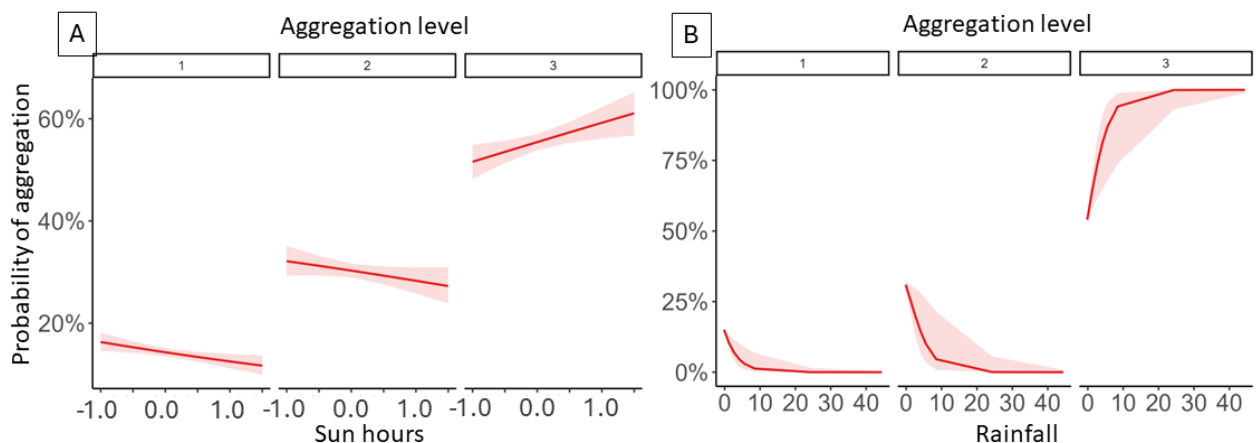 A
Aggregation level
1 2 3
Probability of aggregation
60%
40%
20%
-1.0 0.0 1.0 -1.0 0.0 1.0 -1.0 0.0 1.0
Sun hours
B
Aggregation level
1 2 3
100%
75%
50%
25%
0%
0 10 20 30 40 0 10 20 30 40 0 10 20 30 40
Rainfall